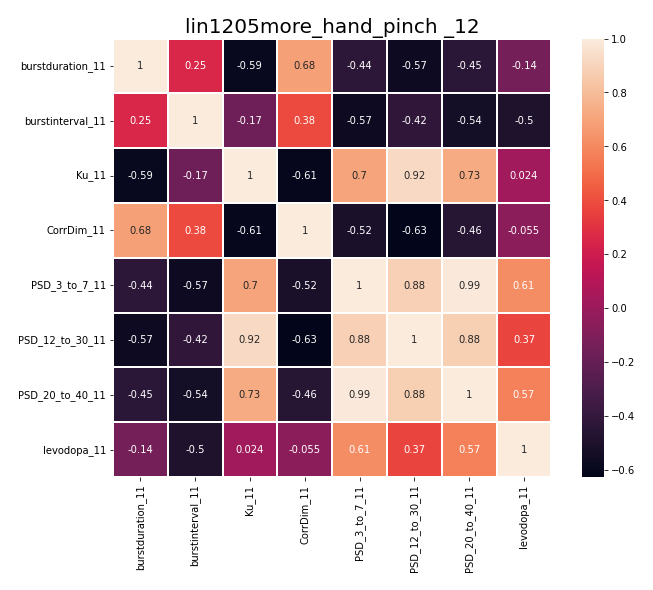 lin1205more_hand_pinch _12
burstduration_11 1 0.25 -0.59 0.68 -0.44 -0.57 -0.45 -0.14
burstinterval_11 0.25 1 -0.17 0.38 -0.57 -0.42 -0.54 -0.5
Ku_11 -0.59 -0.17 1 -0.61 0.7 0.92 0.73 0.024
CorrDim_11 0.68 0.38 -0.61 1 -0.52 -0.63 -0.46 -0.055
PSD_3_to_7_11 -0.44 -0.57 0.7 -0.52 1 0.88 0.99 0.61
PSD_12_to_30_11 -0.57 -0.42 0.92 -0.63 0.88 1 0.88 0.37
PSD_20_to_40_11 -0.45 -0.54 0.73 -0.46 0.99 0.88 1 0.57
levodopa_11 -0.14 -0.5 0.024 -0.055 0.61 0.37 0.57 1
burstduration_11
burstinterval_11
Ku_11
CorrDim_11
PSD_3_to_7_11
PSD_12_to_30_11
PSD_20_to_40_11
levodopa_11
1.0
0.8
0.6
0.4
0.2
0.0
−0.2
−0.4
−0.6